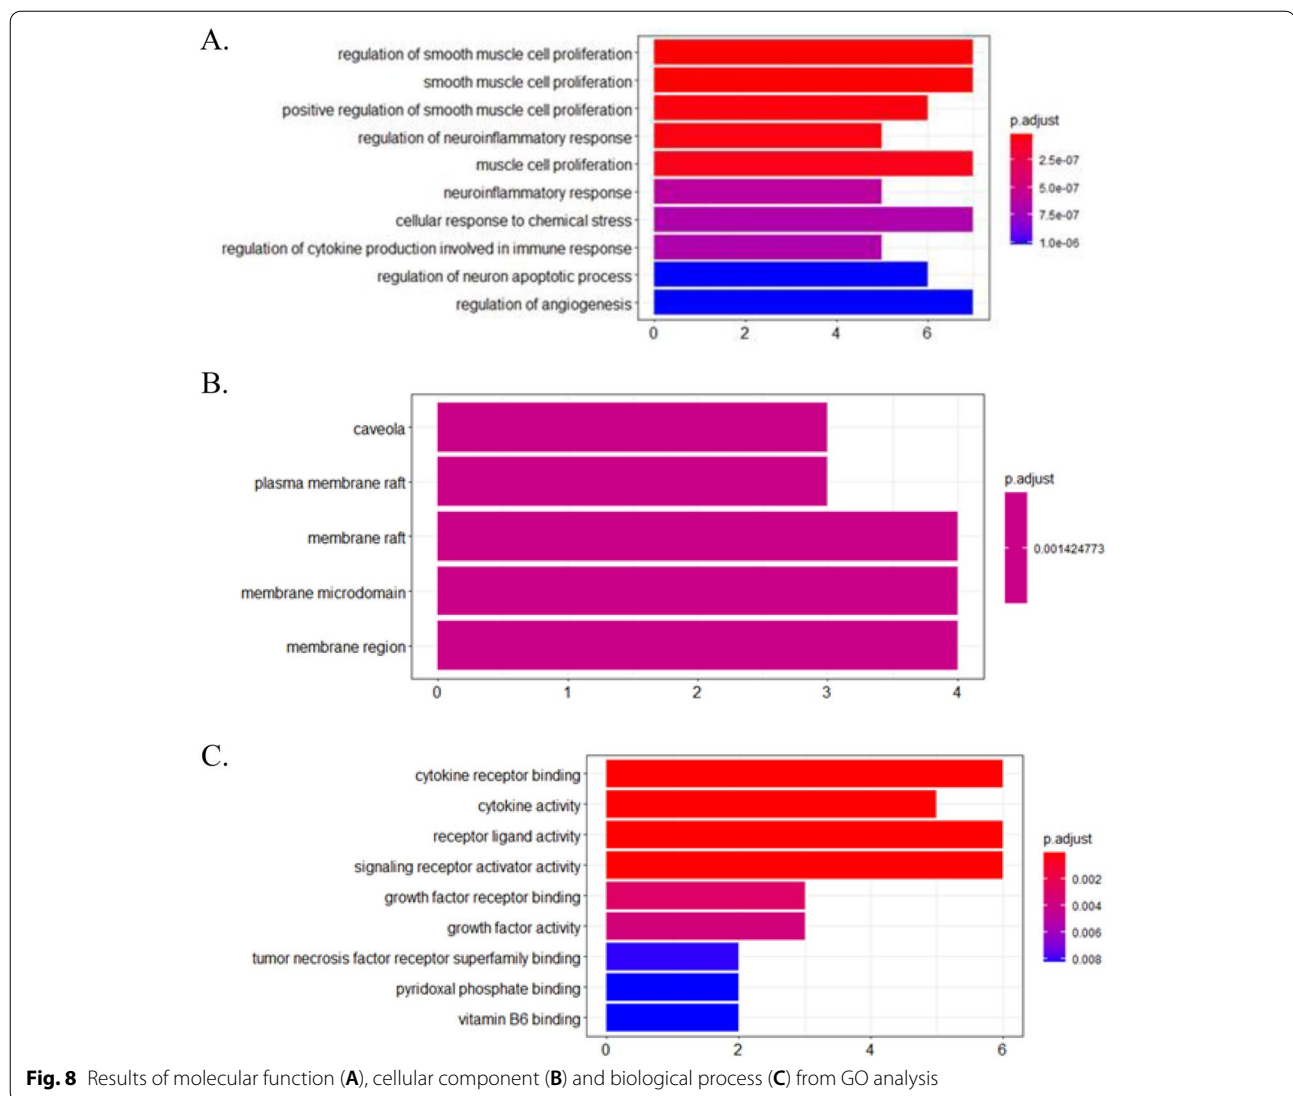 A.
regulation of smooth muscle cell proliferation
smooth muscle cell proliferation
positive regulation of smooth muscle cell proliferation
regulation of neuroinflammatory response
muscle cell proliferation
neuroinflammatory response
cellular response to chemical stress
regulation of cytokine production involved in immune response
regulation of neuron apoptotic process
regulation of angiogenesis
0 2 4 6
p.adjust
2.5e-07
5.0e-07
7.5e-07
1.0e-06
B.
caveola
plasma membrane raft
membrane raft
membrane microdomain
membrane region
0 1 2 3 4
p.adjust
0.001424773
C.
cytokine receptor binding
cytokine activity
receptor ligand activity
signaling receptor activator activity
growth factor receptor binding
growth factor activity
tumor necrosis factor receptor superfamily binding
pyridoxal phosphate binding
vitamin B6 binding
0 2 4 6
p.adjust
0.002
0.004
0.006
0.008
Fig. 8 Results of molecular function (A), cellular component (B) and biological process (C) from GO analysis